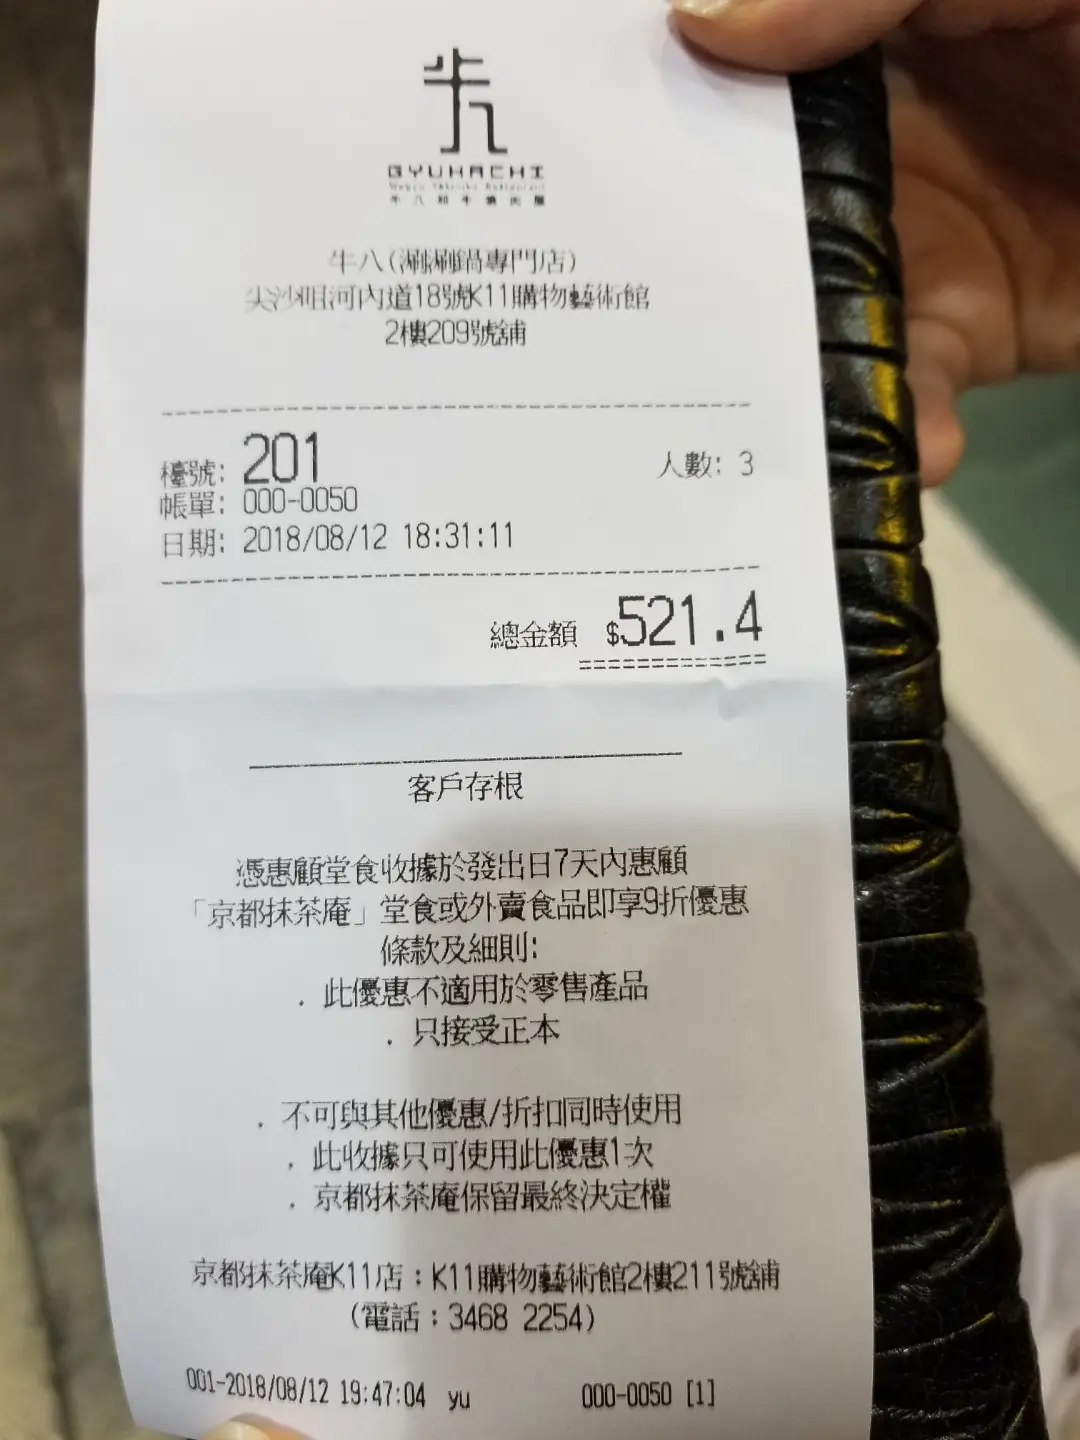 牛八
GYUHACHI
牛八和牛燒肉屋
牛八(涮涮鍋專門店)
尖沙咀河內道18號K11購物藝術館
2樓209號舖
檯號: 201 人數: 3
帳單: 000-0050
日期: 2018/08/12 18:31:11
總金額 $521.4
客戶存根
憑惠顧堂食收據於發出日7天內惠顧
「京都抹茶庵」堂食或外賣食品即享9折優惠
條款及細則:
. 此優惠不適用於零售產品
. 只接受正本
. 不可與其他優惠/折扣同時使用
. 此收據只可使用此優惠1次
. 京都抹茶庵保留最終決定權
京都抹茶庵K11店：K11購物藝術館2樓211號舖
(電話：3468 2254)
001-2018/08/12 19:47:04 yu 000-0050 [1]